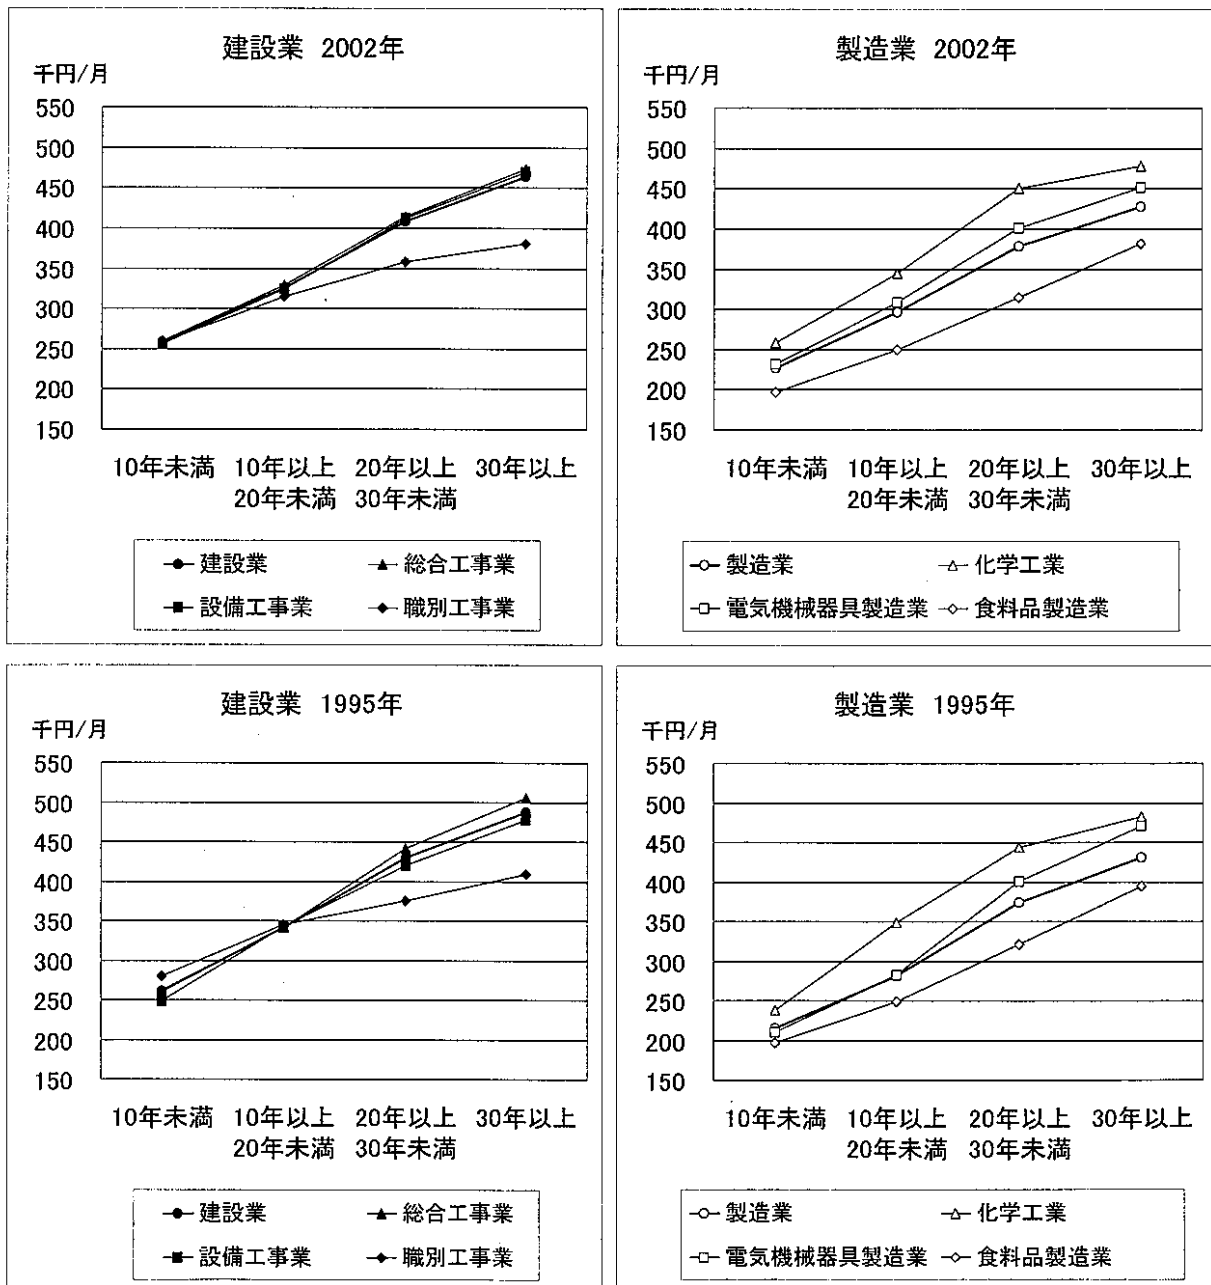 建設業 2002年
千円/月
550
500
450
400
350
300
250
200
150
10年未満 10年以上 20年以上 30年以上
20年未満 30年未満
建設業 総合工事業
設備工事業 職別工事業
製造業 2002年
千円/月
550
500
450
400
350
300
250
200
150
10年未満 10年以上 20年以上 30年以上
20年未満 30年未満
製造業 化学工業
電気機械器具製造業 食料品製造業
建設業 1995年
千円/月
550
500
450
400
350
300
250
200
150
10年未満 10年以上 20年以上 30年以上
20年未満 30年未満
建設業 総合工事業
設備工事業 職別工事業
製造業 1995年
千円/月
550
500
450
400
350
300
250
200
150
10年未満 10年以上 20年以上 30年以上
20年未満 30年未満
製造業 化学工業
電気機械器具製造業 食料品製造業